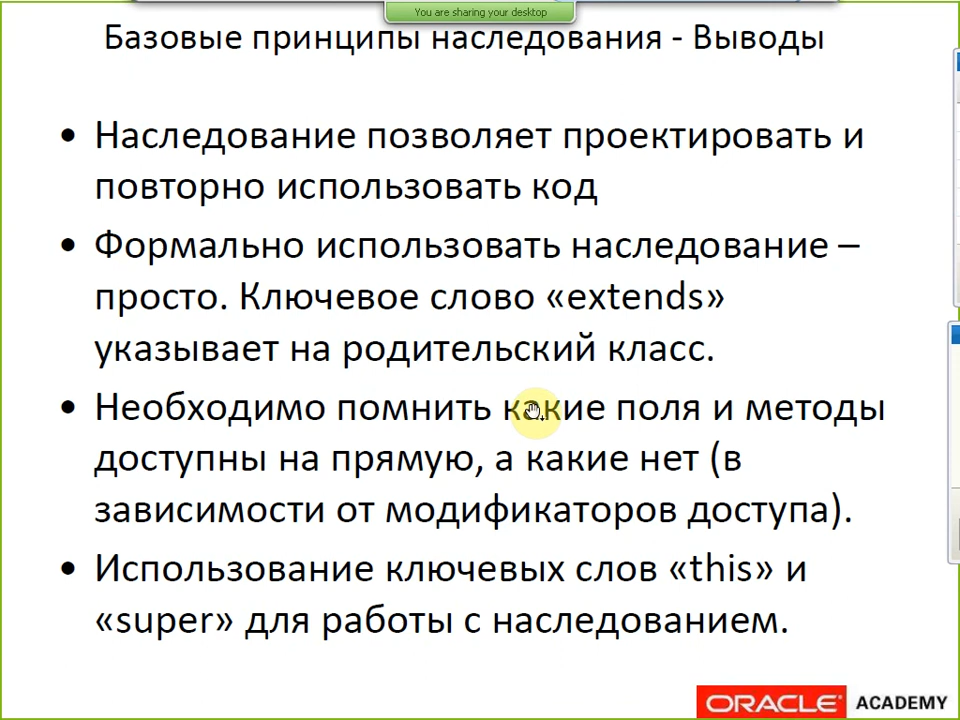 You are sharing your desktop
Базовые принципы наследования - Выводы
• Наследование позволяет проектировать и
повторно использовать код
• Формально использовать наследование –
просто. Ключевое слово «extends»
указывает на родительский класс.
• Необходимо помнить какие поля и методы
доступны на прямую, а какие нет (в
зависимости от модификаторов доступа).
• Использование ключевых слов «this» и
«super» для работы с наследованием.
ORACLE ACADEMY